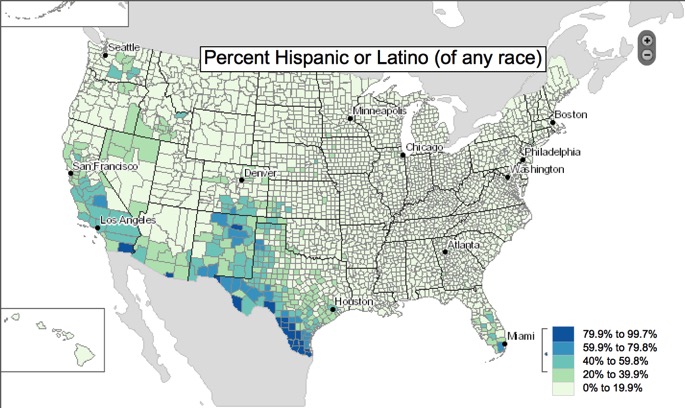 Percent Hispanic or Latino (of any race)
Seattle
Minneapolis
Boston
Chicago
Philadelphia
Washington
San Francisco
Denver
Los Angeles
Atlanta
Houston
Miami
79.9% to 99.7%
59.9% to 79.8%
40% to 59.8%
20% to 39.9%
0% to 19.9%